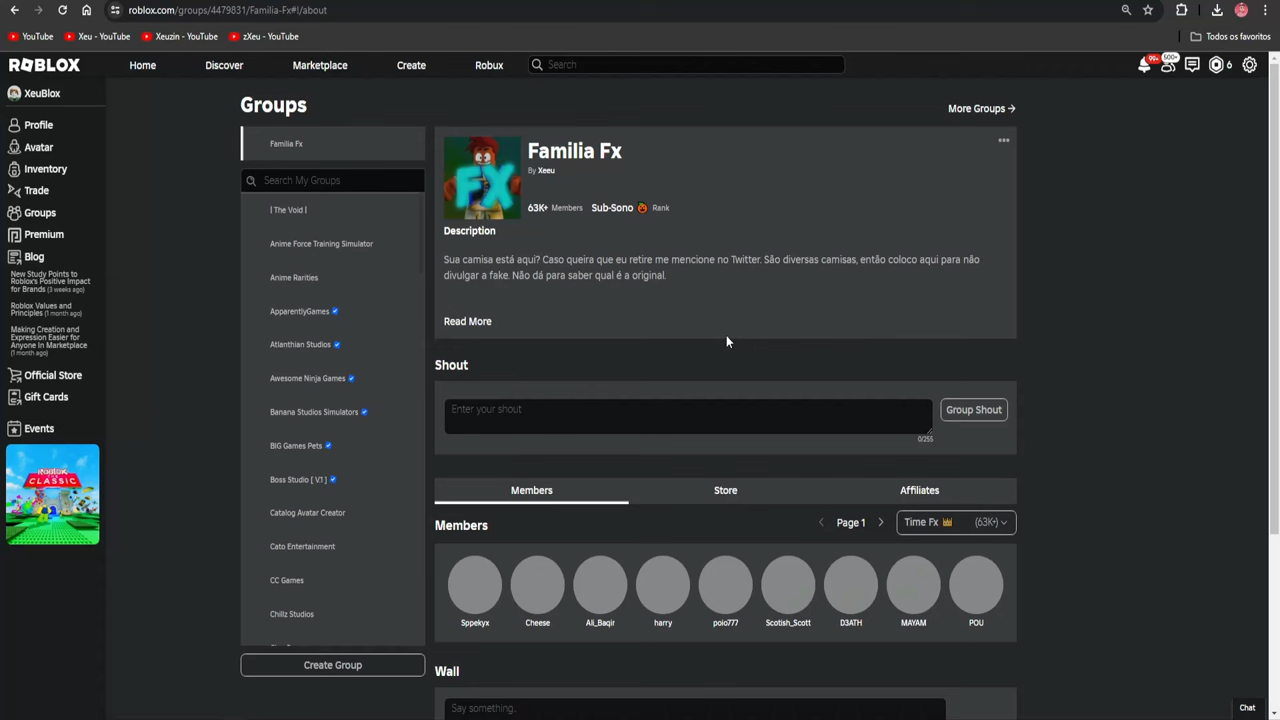 roblox.com/groups/4479831/Familia-Fx#!/about
YouTube
Xeu - YouTube
Xeuzin - YouTube
zXeu - YouTube
Todos os favoritos
ROBLOX
Home
Discover
Marketplace
Create
Robux
Search
99+
500+
6
XeuBlox
Profile
Avatar
Inventory
Trade
Groups
Premium
Blog
New Study Points to
Roblox's Positive Impact
for Brands (3 weeks ago)
Roblox Values and
Principles (1 month ago)
Making Creation and
Expression Easier for
Anyone In Marketplace
(1 month ago)
Official Store
Gift Cards
Events
ROBLOX
THE
CLASSIC
Groups
More Groups
Familia Fx
Search My Groups
| The Void |
Anime Force Training Simulator
Anime Rarities
ApparentlyGames
Atlanthian Studios
Awesome Ninja Games
Banana Studios Simulators
BIG Games Pets
Boss Studio [ V.1 ]
Catalog Avatar Creator
Cato Entertainment
CC Games
Chillz Studios
Create Group
FX
Familia Fx
By Xeeu
63K+ Members Sub-Sono 🎃 Rank
Description
Sua camisa está aqui? Caso queira que eu retire me mencione no Twitter. São diversas camisas, então coloco aqui para não
divulgar a fake. Não dá para saber qual é a original.
Read More
Shout
Enter your shout
Group Shout
0/255
Members
Store
Affiliates
Members
Page 1
Time Fx 👑 (63K+)
Sppekyx
Cheese
Ali_Baqir
harry
poio777
Scotish_Scott
D3ATH
MAYAM
POU
Wall
Say something..
Chat